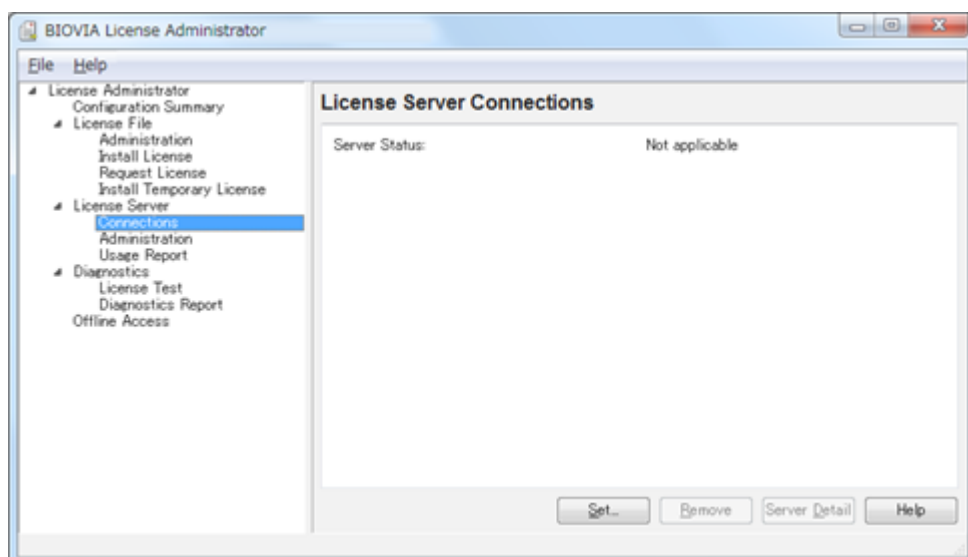 BIOVIA License Administrator
File Help
License Administrator
Configuration Summary
License File
Administration
Install License
Request License
Install Temporary License
License Server
Connections
Administration
Usage Report
Diagnostics
License Test
Diagnostics Report
Offline Access
License Server Connections
Server Status: Not applicable
Set... Remove Server Detail Help